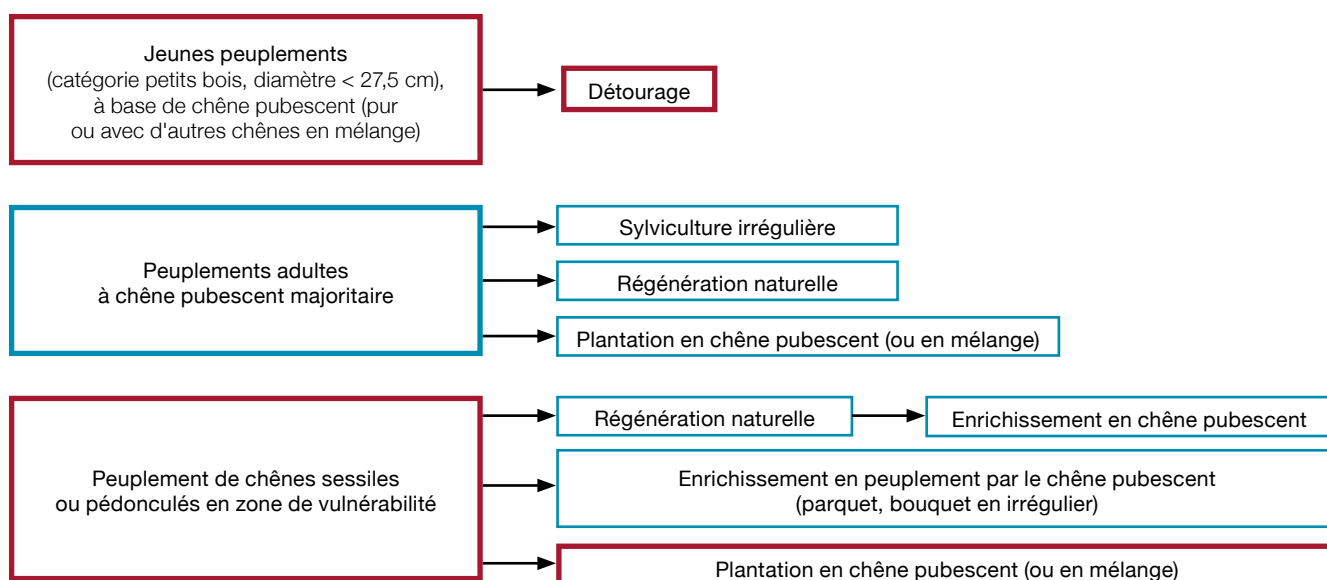 Jeunes peuplements
(catégorie petits bois, diamètre < 27,5 cm),
à base de chêne pubescent (pur
ou avec d'autres chênes en mélange)
Détourage
Peuplements adultes
à chêne pubescent majoritaire
Sylviculture irrégulière
Régénération naturelle
Plantation en chêne pubescent (ou en mélange)
Peuplement de chênes sessiles
ou pédonculés en zone de vulnérabilité
Régénération naturelle
Enrichissement en chêne pubescent
Enrichissement en peuplement par le chêne pubescent
(parquet, bouquet en irrégulier)
Plantation en chêne pubescent (ou en mélange)